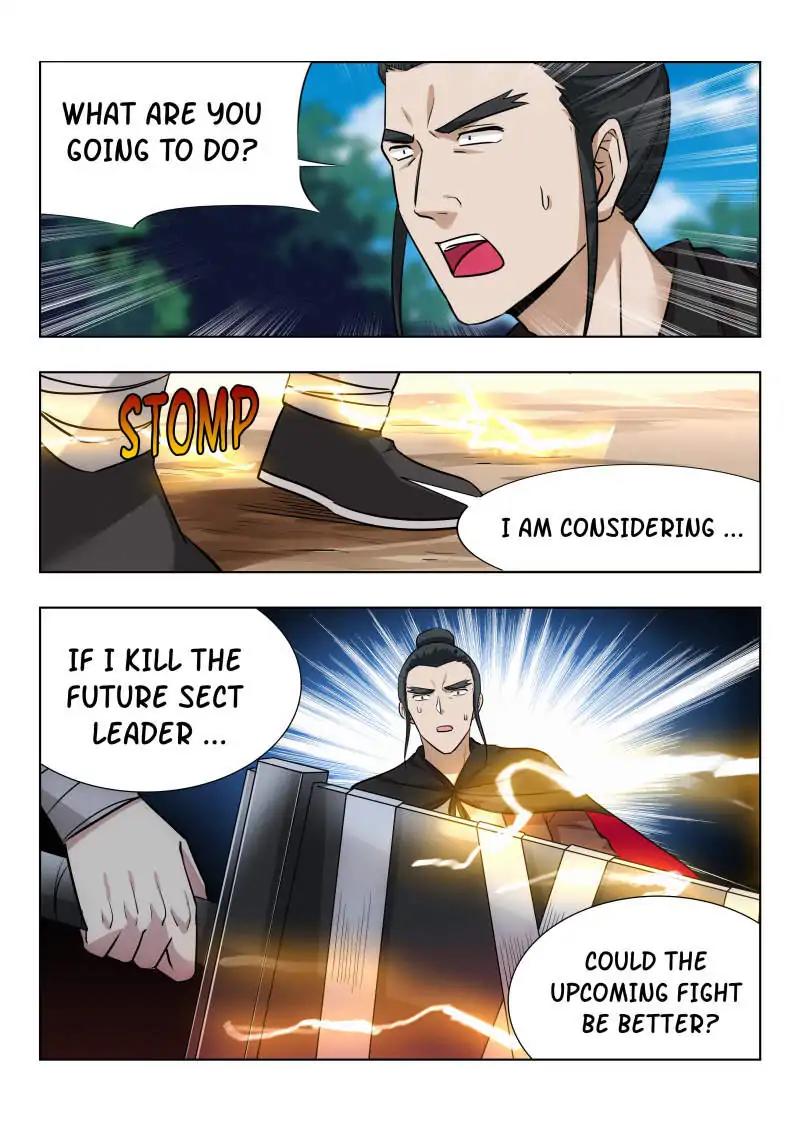 WHAT ARE YOU
GOING TO DO?
STOMP
I AM CONSIDERING ...
IF I KILL THE
FUTURE SECT
LEADER ...
COULD THE
UPCOMING FIGHT
BE BETTER?